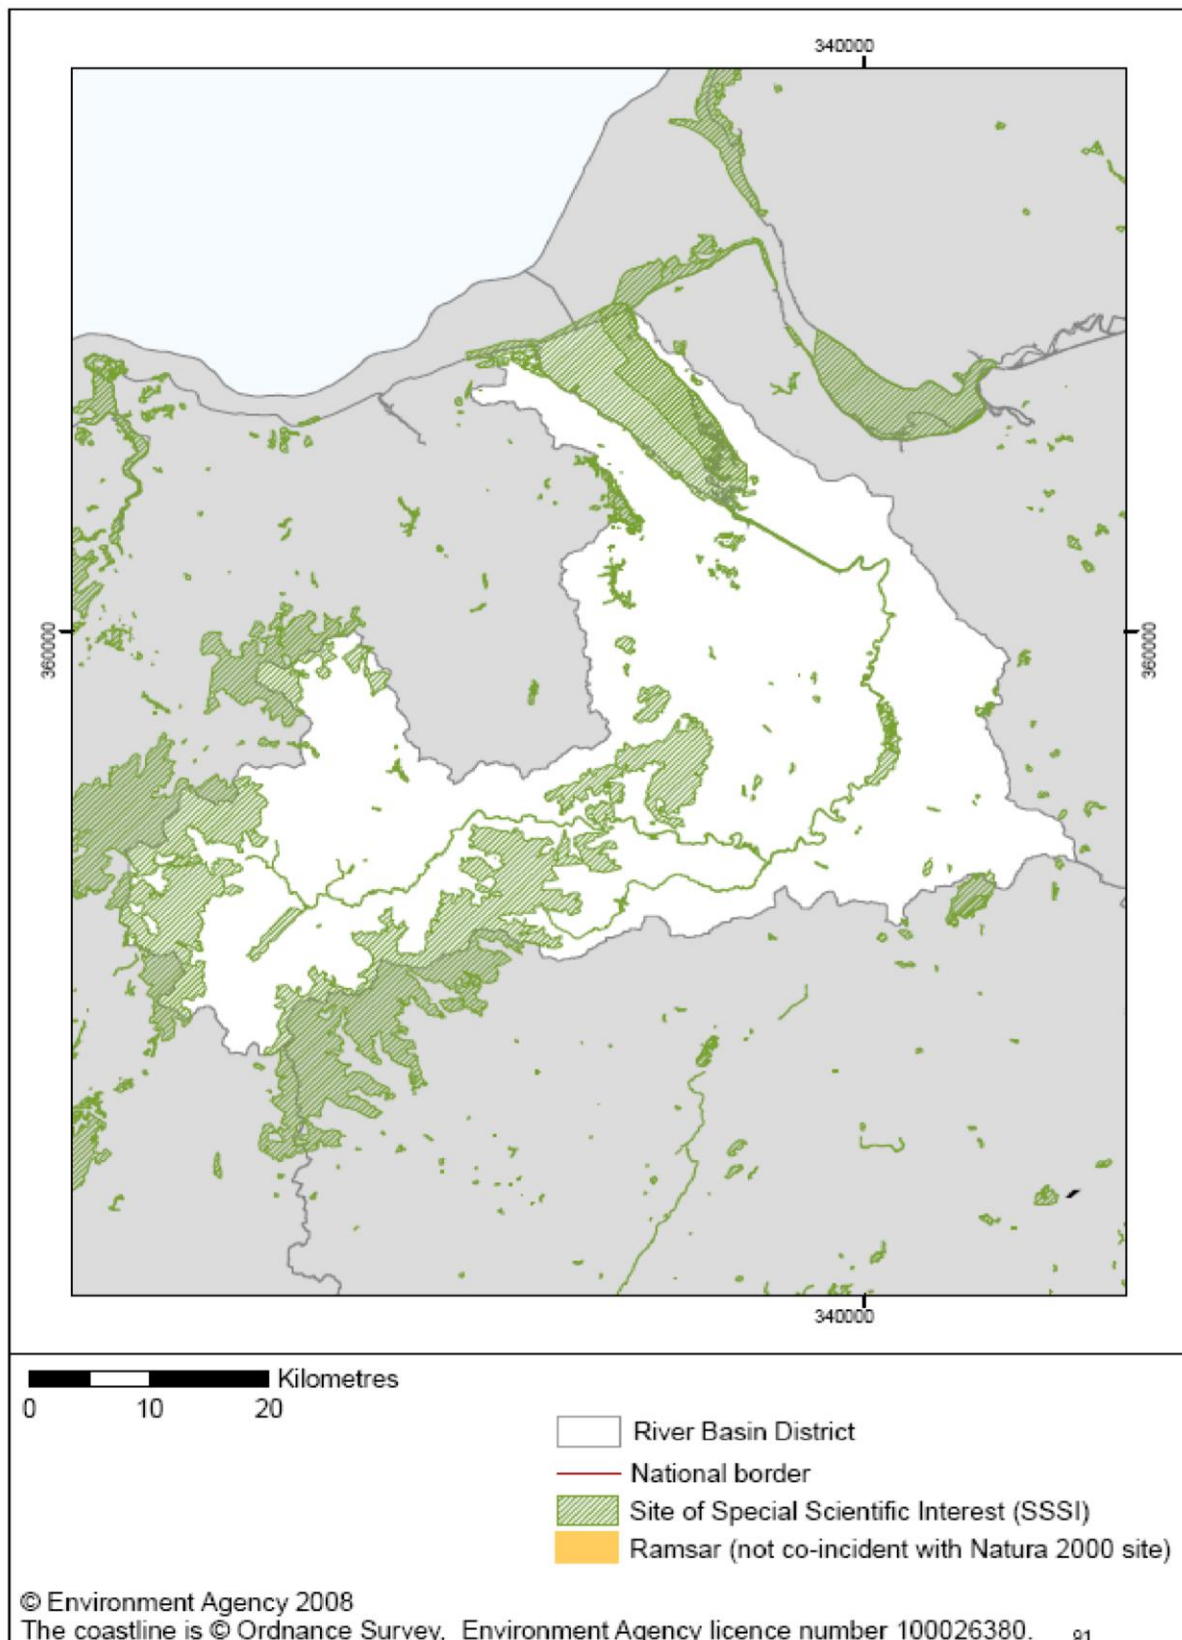 340000
360000
360000
340000
Kilometres
0 10 20
River Basin District
National border
Site of Special Scientific Interest (SSSI)
Ramsar (not co-incident with Natura 2000 site)
© Environment Agency 2008
The coastline is © Ordnance Survey, Environment Agency licence number 100026380. 91